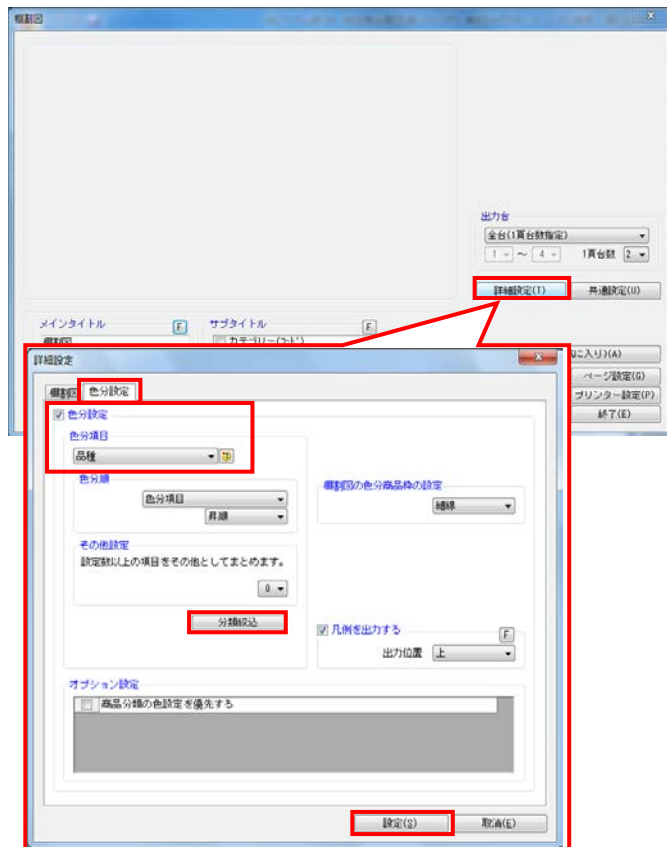 棚割図
出力台
全台(1頁台数指定)
1 ～ 4 1頁台数 2
詳細設定(T) 共通設定(U)
メインタイトル F サブタイトル F
棚割図 カテゴリー(コード)
に入り)(A)
ページ設定(G)
プリンター設定(P)
終了(E)
詳細設定
棚割図 色分設定
色分設定
色分項目
品種
色分順
色分項目
昇順
棚割図の色分商品枠の設定
細線
その他設定
設定数以上の項目をその他としてまとめます。
0
分類絞込
凡例を出力する F
出力位置 上
オプション設定
商品分類の色設定を優先する
設定(S) 取消(E)